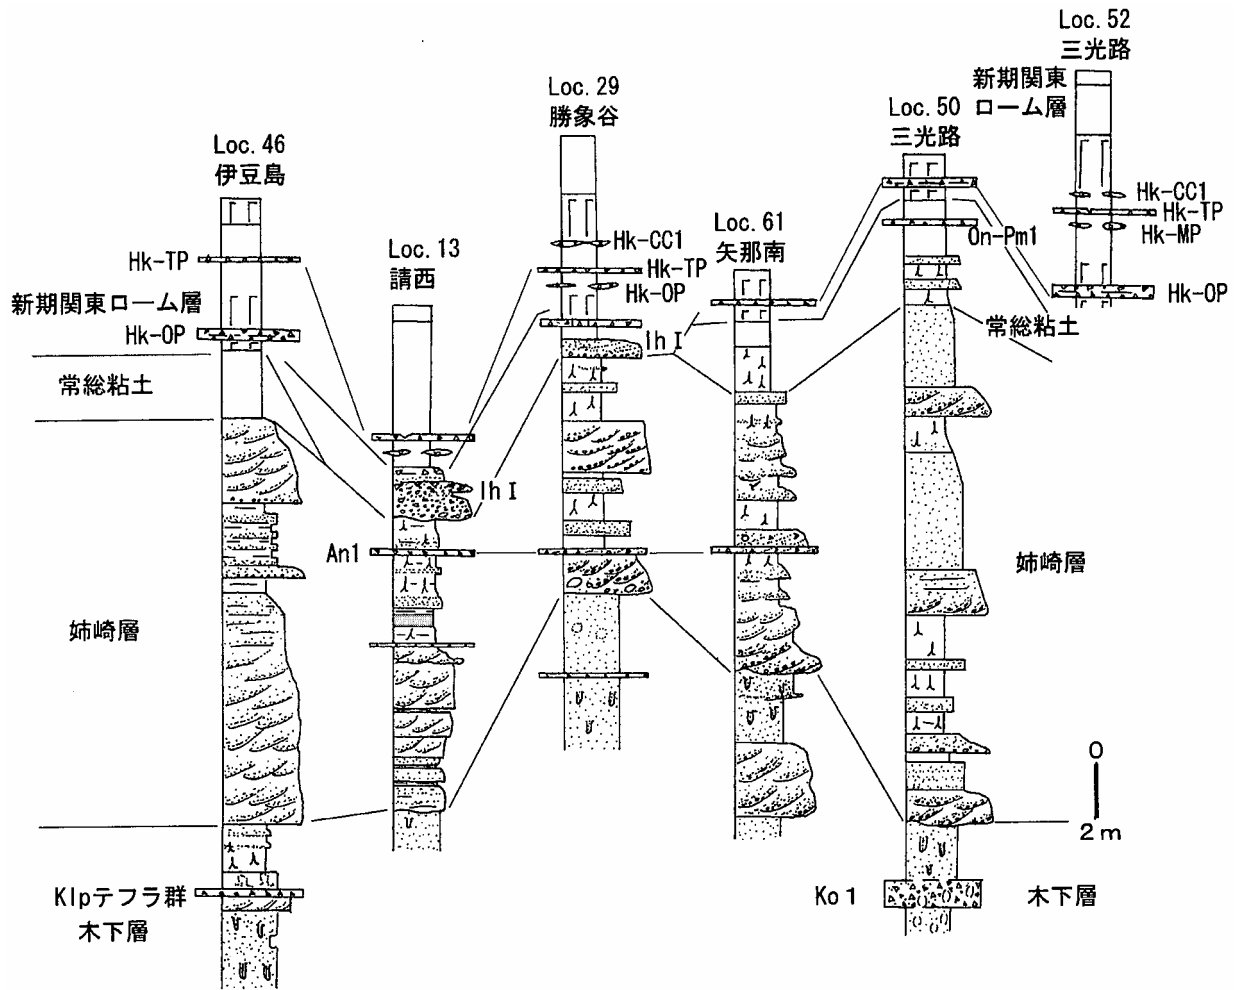 Loc. 52
三光路
新期関東
ローム層
Loc. 29
勝象谷
Loc. 50
三光路
Loc. 46
伊豆島
Hk-CC1
Hk-TP
Hk-MP
Hk-OP
Loc. 61
矢那南
Loc. 13
請西
On-Pm1
Hk-CC1
Hk-TP
Hk-OP
Hk-TP
新期関東ローム層
Hk-OP
Ih I
常総粘土
常総粘土
Ih I
An1
姉崎層
姉崎層
0
2 m
Klpテフラ群
木下層
Ko 1
木下層